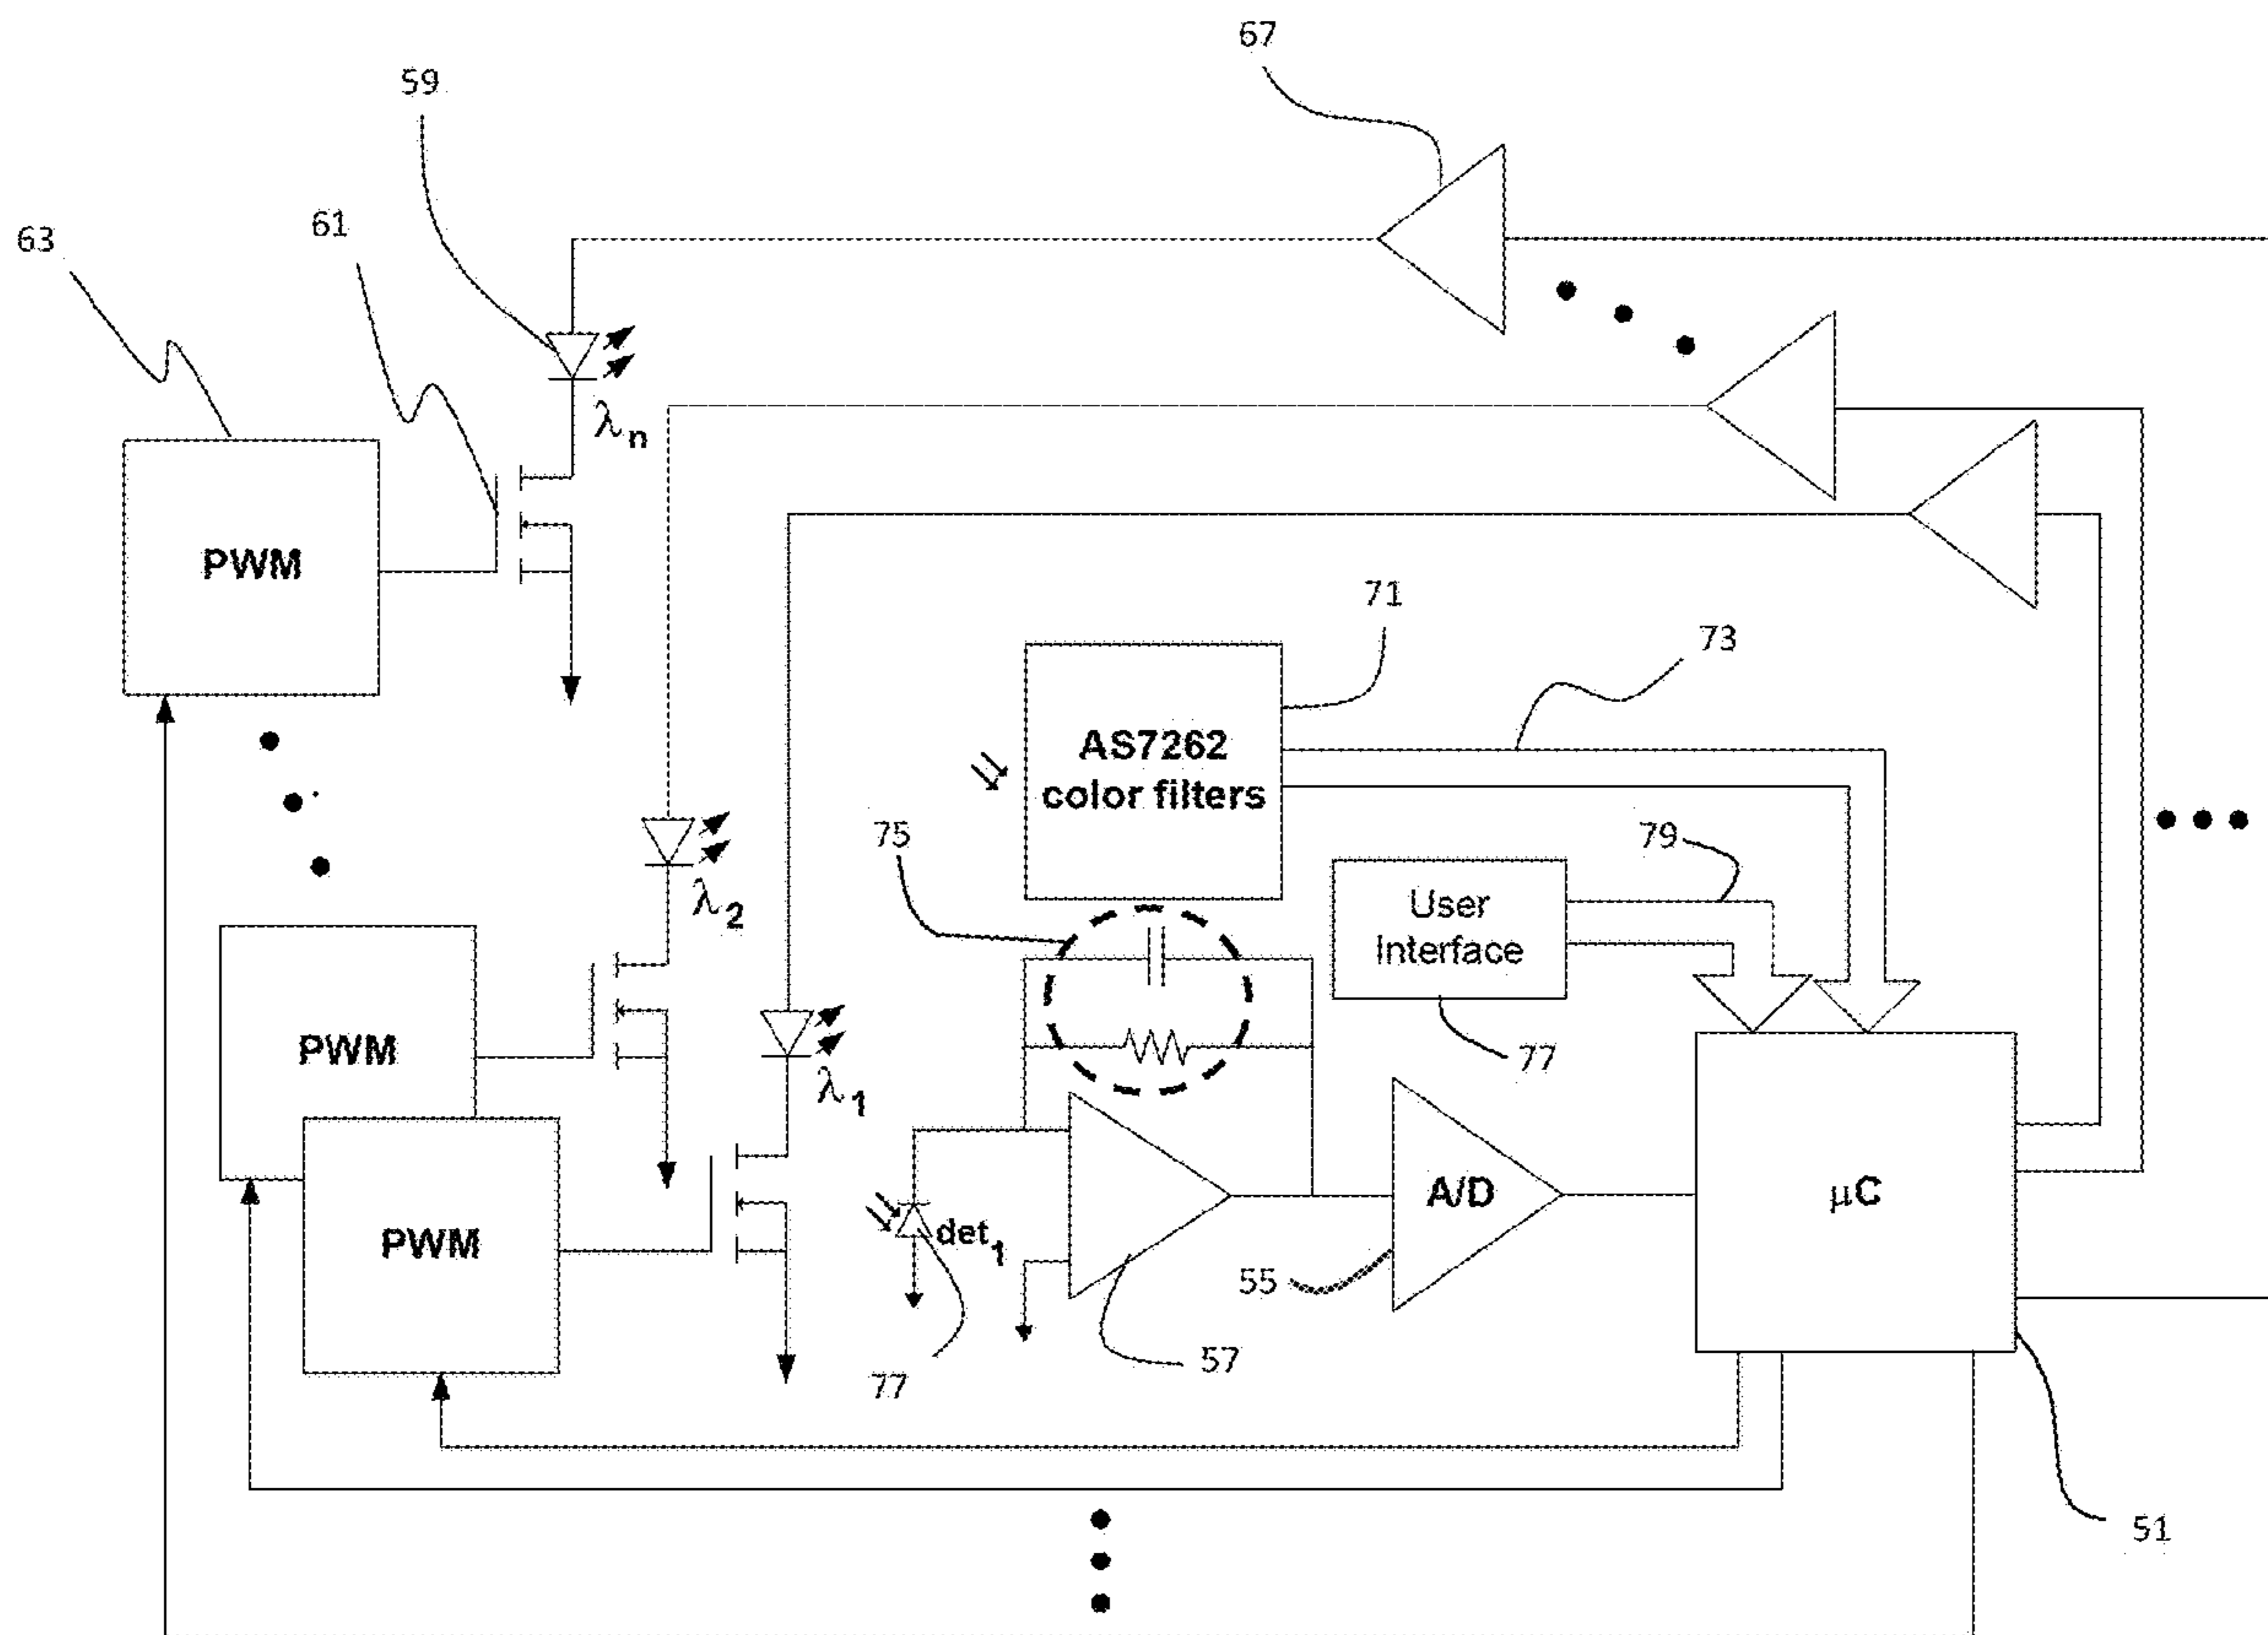 67
59
61
63
λn
PWM
71
73
AS7262
color filters
75
79
λ2
User
Interface
PWM
77
λ1
PWM
det1
A/D
µC
55
57
77
51